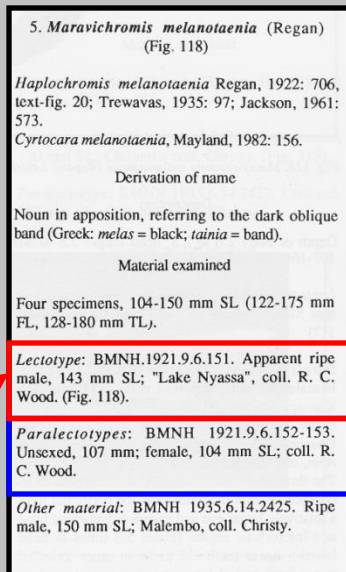 5. Maravichromis melanotaenia (Regan)
(Fig. 118)
Haplochromis melanotaenia Regan, 1922: 706,
text-fig. 20; Trewavas, 1935: 97; Jackson, 1961:
573.
Cyrtocara melanotaenia, Mayland, 1982: 156.
Derivation of name
Noun in apposition, referring to the dark oblique
band (Greek: melas = black; tainia = band).
Material examined
Four specimens, 104-150 mm SL (122-175 mm
FL, 128-180 mm TL).
Lectotype: BMNH.1921.9.6.151. Apparent ripe
male, 143 mm SL; "Lake Nyassa", coll. R. C.
Wood. (Fig. 118).
Paralectotypes: BMNH 1921.9.6.152-153.
Unsexed, 107 mm; female, 104 mm SL; coll. R.
C. Wood.
Other material: BMNH 1935.6.14.2425. Ripe
male, 150 mm SL; Malembo, coll. Christy.